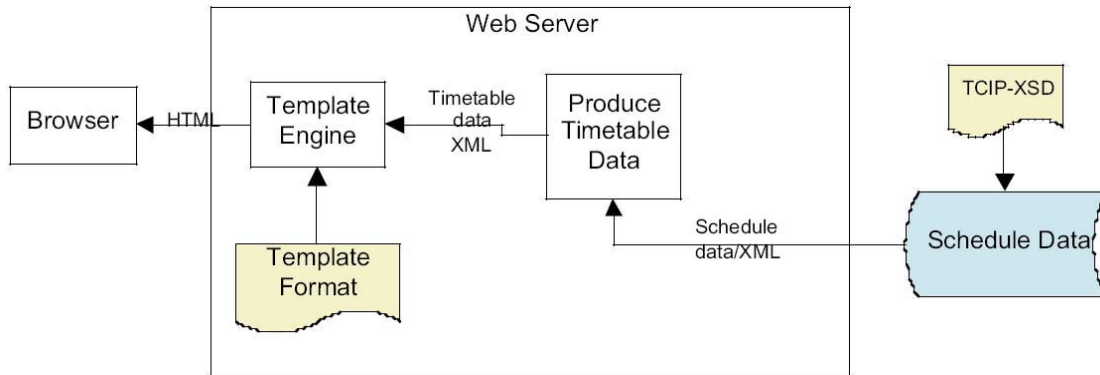 Web Server
Browser
HTML
Template
Engine
Timetable
data
XML
Produce
Timetable
Data
TCIP-XSD
Template
Format
Schedule
data/XML
Schedule Data